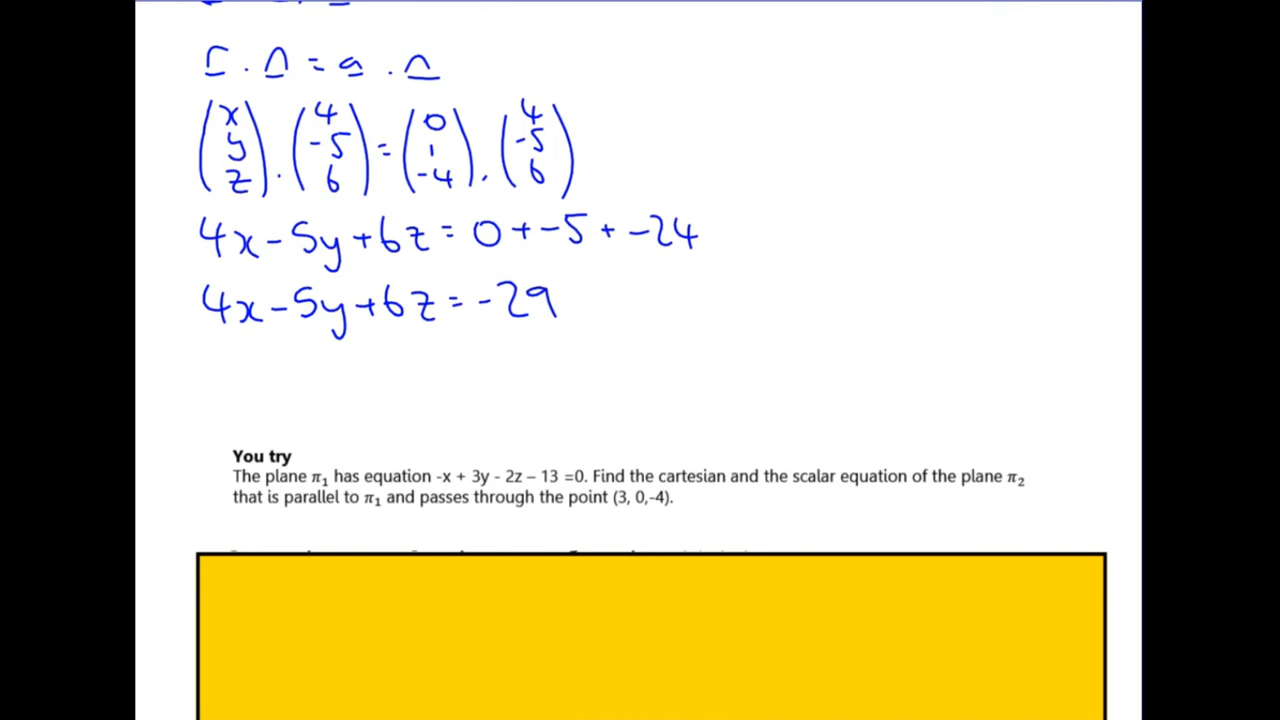 r . n = a . n
(x y z) . (4 -5 6) = (0 1 -4) . (4 -5 6)
4x - 5y + 6z = 0 + -5 + -24
4x - 5y + 6z = -29
You try
The plane π₁ has equation -x + 3y - 2z – 13 =0. Find the cartesian and the scalar equation of the plane π₂
that is parallel to π₁ and passes through the point (3, 0,-4).